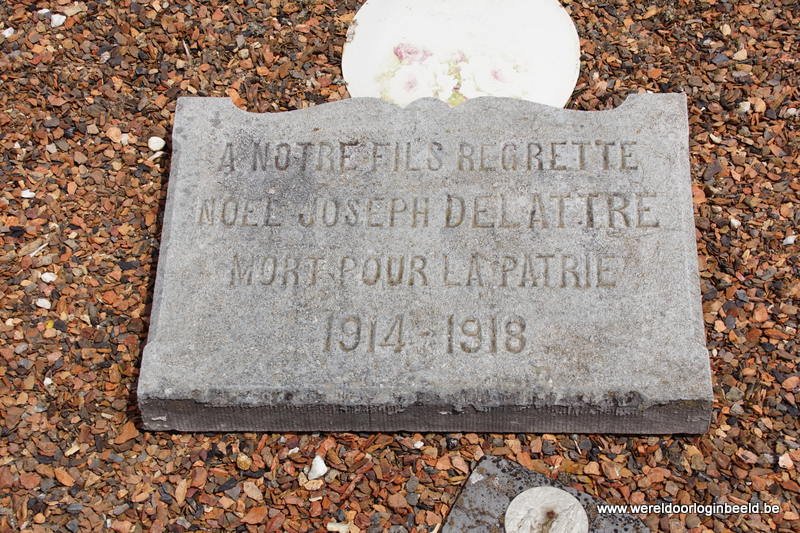 A NOTRE FILS REGRETTE
NOEL JOSEPH DELATTRE
MORT POUR LA PATRIE
1914-1918
www.wereldoorloginbeeld.be